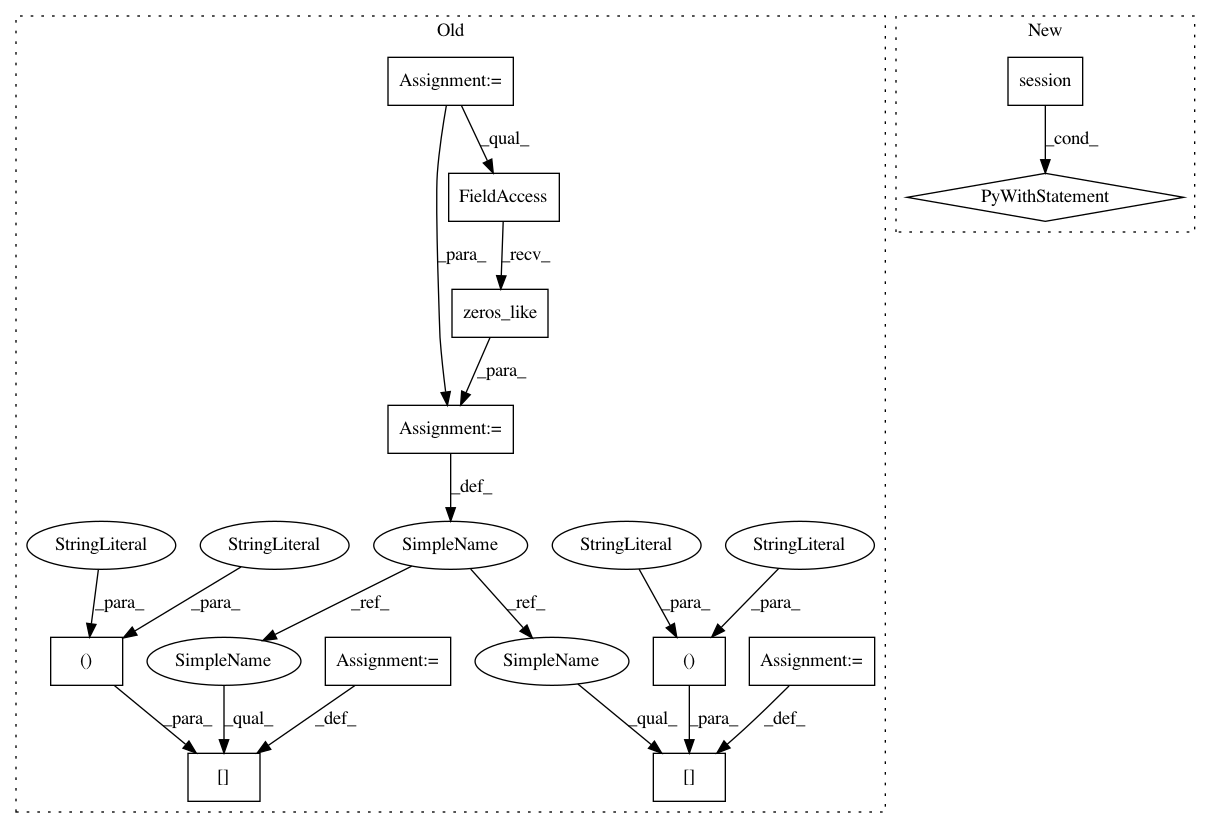 Old
New
Assignment:=
session
_qual_
_cond_
FieldAccess
PyWithStatement
_para_
_recv_
zeros_like
_para_
Assignment:=
_def_
StringLiteral
StringLiteral
SimpleName
StringLiteral
StringLiteral
_para_
_para_
_ref_
_ref_
_para_
_para_
()
SimpleName
Assignment:=
SimpleName
()
Assignment:=
_para_
_qual_
_def_
_qual_
_para_
_def_
[]
[]